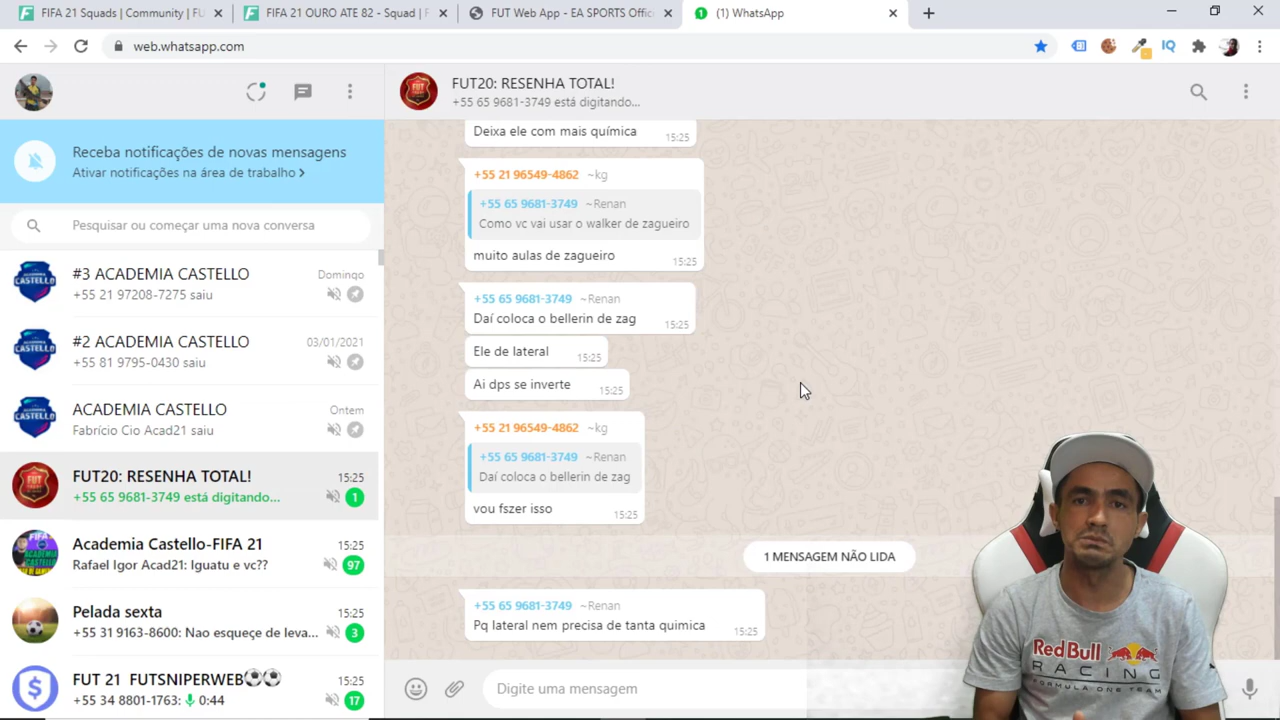 FIFA 21 Squads | Community | FU
FIFA 21 OURO ATE 82 - Squad | F
FUT Web App - EA SPORTS Offici
(1) WhatsApp
web.whatsapp.com
IQ
Receba notificações de novas mensagens
Ativar notificações na área de trabalho >
Pesquisar ou começar uma nova conversa
#3 ACADEMIA CASTELLO
Domingo
+55 21 97208-7275 saiu
#2 ACADEMIA CASTELLO
03/01/2021
+55 81 9795-0430 saiu
ACADEMIA CASTELLO
Ontem
Fabrício Cio Acad21 saiu
FUT20: RESENHA TOTAL!
15:25
+55 65 9681-3749 está digitando...
1
Academia Castello-FIFA 21
15:25
Rafael Igor Acad21: Iguatu e vc??
97
Pelada sexta
15:25
+55 31 9163-8600: Nao esqueçe de leva...
3
FUT 21 FUTSNIPERWEB⚽⚽
15:25
+55 34 8801-1763: 0:44
17
FUT20: RESENHA TOTAL!
+55 65 9681-3749 está digitando...
Deixa ele com mais química
15:25
+55 21 96549-4862 ~kg
+55 65 9681-3749 ~Renan
Como vc vai usar o walker de zagueiro
muito aulas de zagueiro
15:25
+55 65 9681-3749 ~Renan
Daí coloca o bellerin de zag
15:25
Ele de lateral
15:25
Ai dps se inverte
15:25
+55 21 96549-4862 ~kg
+55 65 9681-3749 ~Renan
Daí coloca o bellerin de zag
vou fszer isso
15:25
1 MENSAGEM NÃO LIDA
+55 65 9681-3749 ~Renan
Pq lateral nem precisa de tanta quimica
15:25
Digite uma mensagem
Red Bull
RACING
FORMULA ONE TEAM